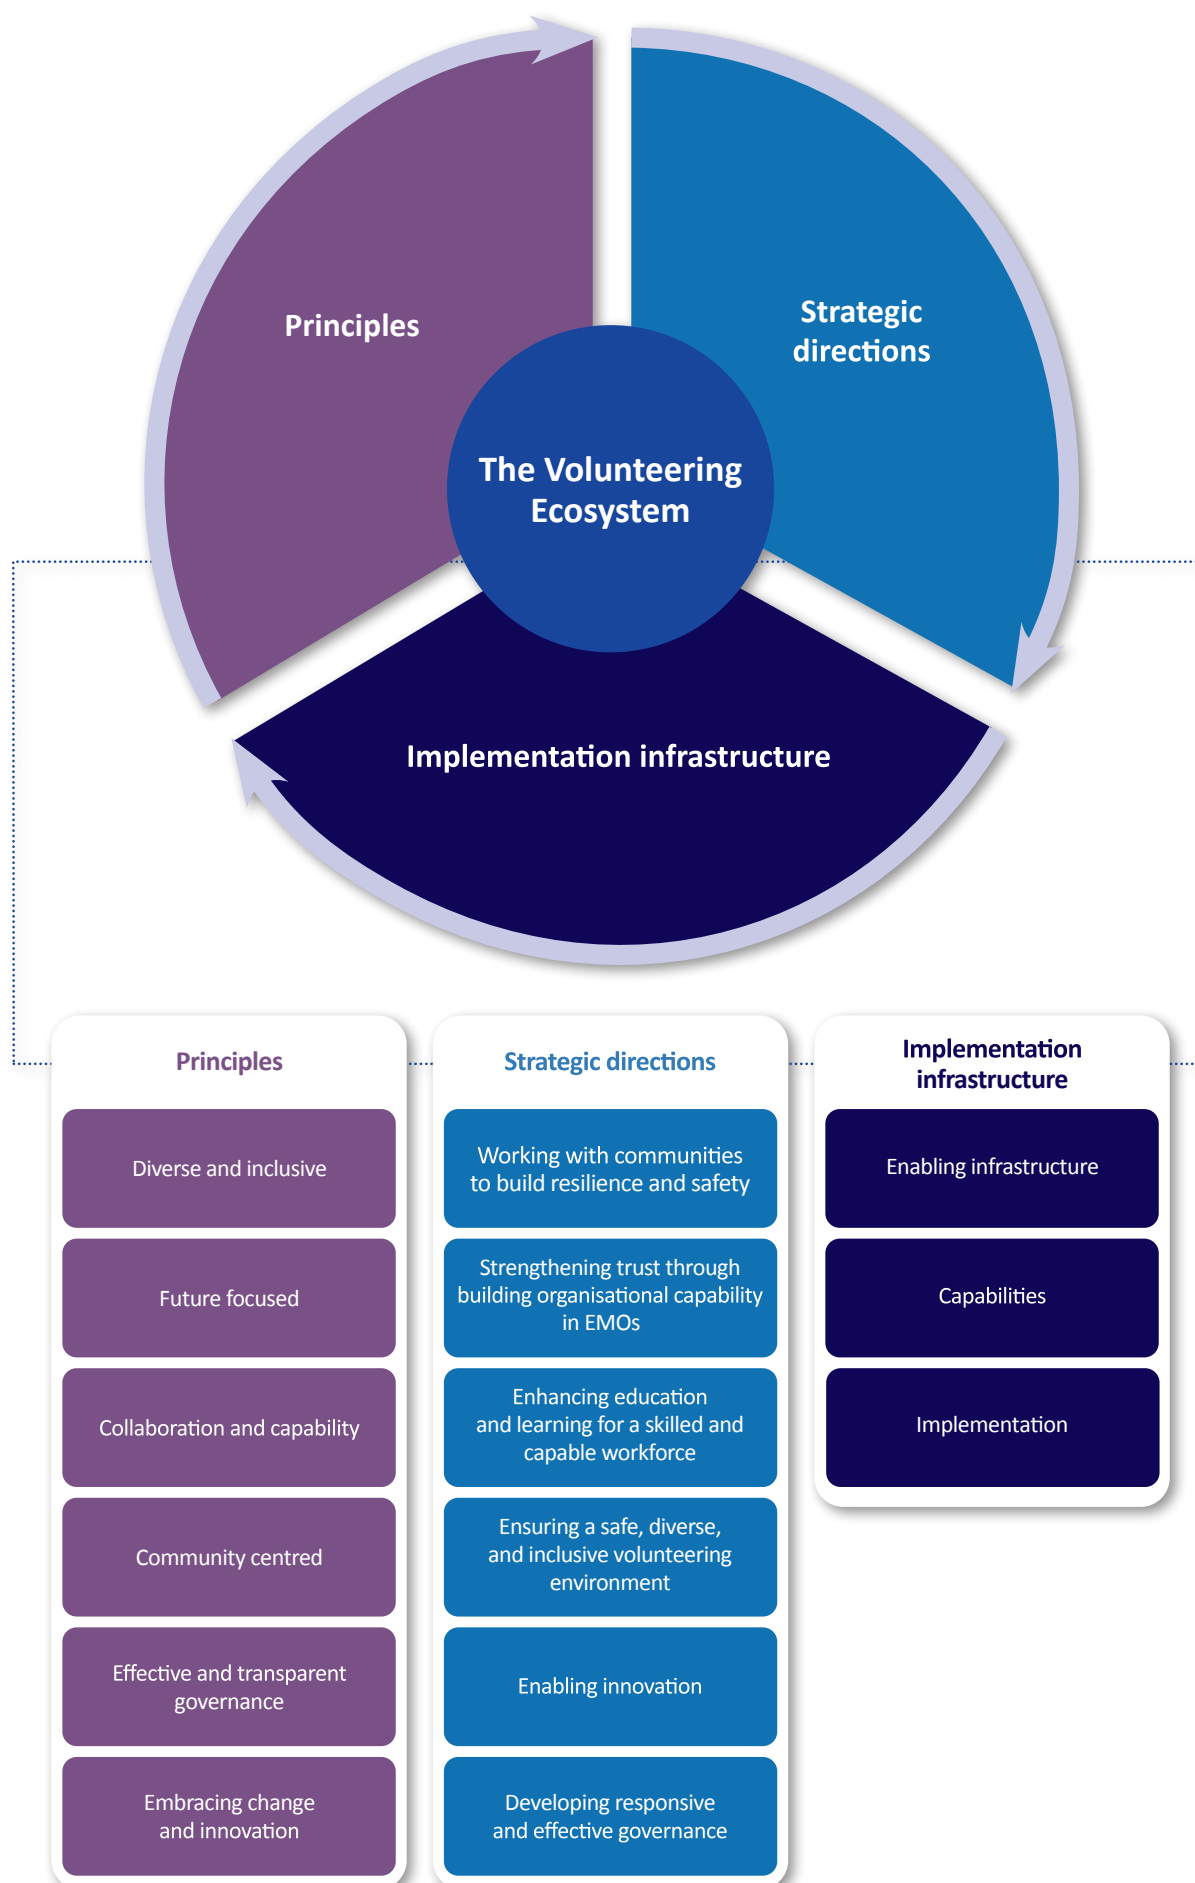 Principles
Strategic
directions
The Volunteering
Ecosystem
Implementation infrastructure
Principles
Diverse and inclusive
Future focused
Collaboration and capability
Community centred
Effective and transparent
governance
Embracing change
and innovation
Strategic directions
Working with communities
to build resilience and safety
Strengthening trust through
building organisational capability
in EMOs
Enhancing education
and learning for a skilled and
capable workforce
Ensuring a safe, diverse,
and inclusive volunteering
environment
Enabling innovation
Developing responsive
and effective governance
Implementation
infrastructure
Enabling infrastructure
Capabilities
Implementation